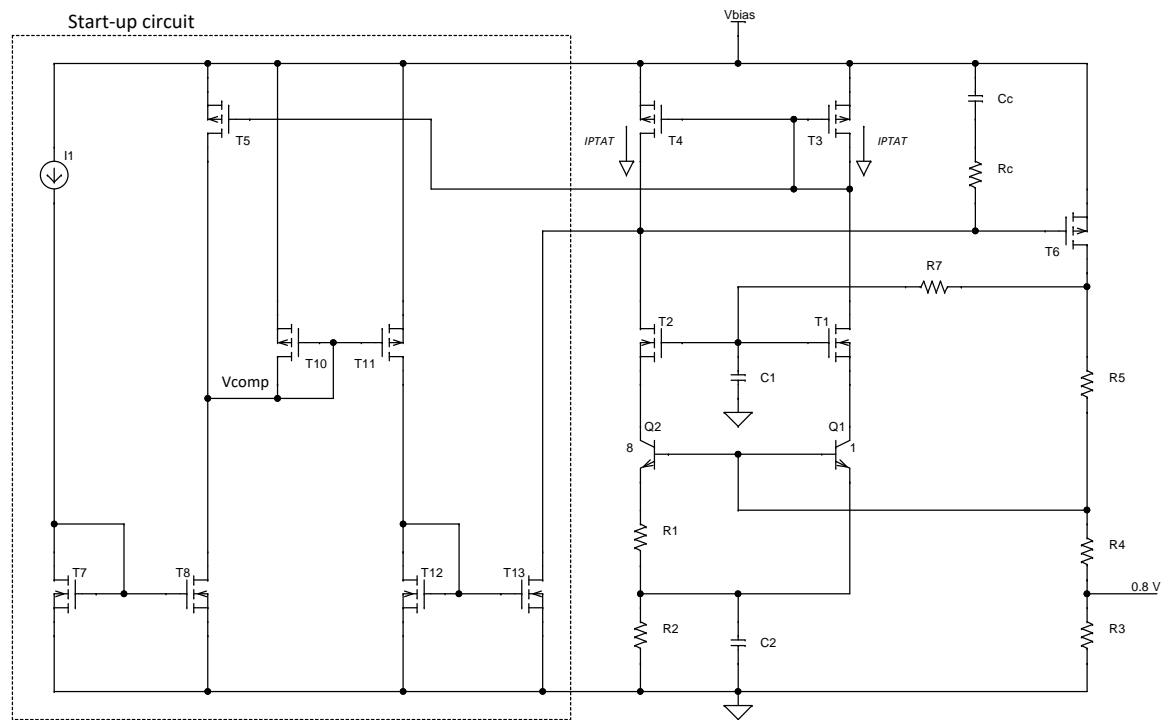 Start-up circuit
Vbias
Cc
T5
IPTAT
T4
T3
IPTAT
I1
Rc
T6
R7
T2
T1
T10
T11
Vcomp
C1
R5
Q2
Q1
8
1
R1
R4
T7
T8
T12
T13
0.8 V
R2
C2
R3